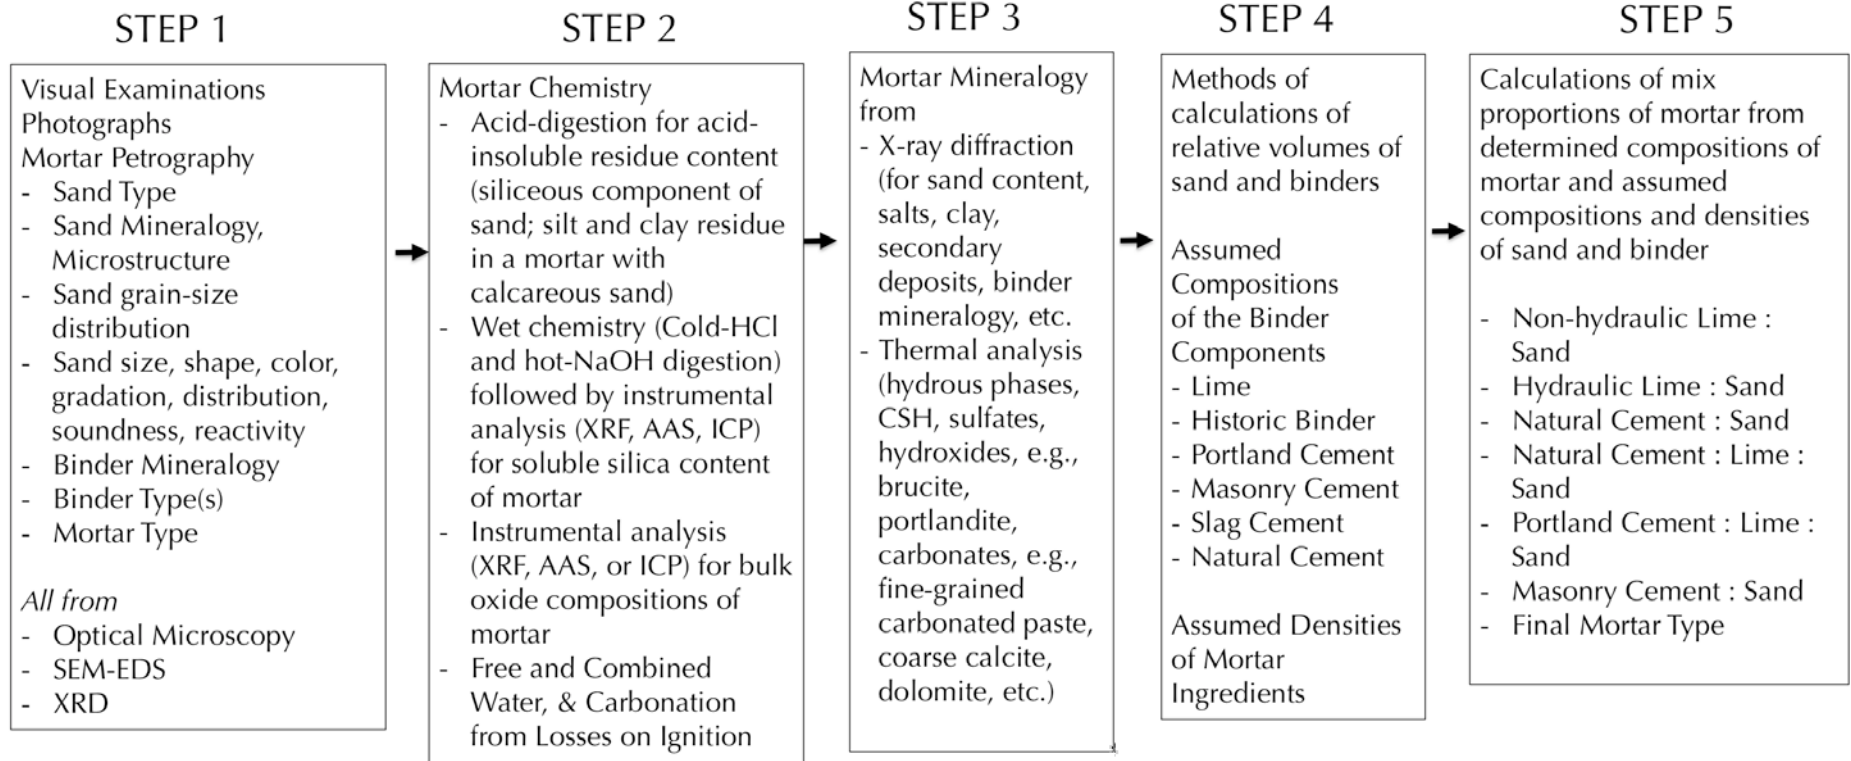 STEP 1
Visual Examinations
Photographs
Mortar Petrography
- Sand Type
- Sand Mineralogy,
Microstructure
- Sand grain-size
distribution
- Sand size, shape, color,
gradation, distribution,
soundness, reactivity
- Binder Mineralogy
- Binder Type(s)
- Mortar Type
All from
- Optical Microscopy
- SEM-EDS
- XRD
STEP 2
Mortar Chemistry
- Acid-digestion for acid-
insoluble residue content
(siliceous component of
sand; silt and clay residue
in a mortar with
calcareous sand)
- Wet chemistry (Cold-HCl
and hot-NaOH digestion)
followed by instrumental
analysis (XRF, AAS, ICP)
for soluble silica content
of mortar
- Instrumental analysis
(XRF, AAS, or ICP) for bulk
oxide compositions of
mortar
- Free and Combined
Water, & Carbonation
from Losses on Ignition
STEP 3
Mortar Mineralogy
from
- X-ray diffraction
(for sand content,
salts, clay,
secondary
deposits, binder
mineralogy, etc.
- Thermal analysis
(hydrous phases,
CSH, sulfates,
hydroxides, e.g.,
brucite,
portlandite,
carbonates, e.g.,
fine-grained
carbonated paste,
coarse calcite,
dolomite, etc.)
STEP 4
Methods of
calculations of
relative volumes of
sand and binders
Assumed
Compositions
of the Binder
Components
- Lime
- Historic Binder
- Portland Cement
- Masonry Cement
- Slag Cement
- Natural Cement
Assumed Densities
of Mortar
Ingredients
STEP 5
Calculations of mix
proportions of mortar from
determined compositions of
mortar and assumed
compositions and densities
of sand and binder
- Non-hydraulic Lime :
Sand
- Hydraulic Lime : Sand
- Natural Cement : Sand
- Natural Cement : Lime :
Sand
- Portland Cement : Lime :
Sand
- Masonry Cement : Sand
- Final Mortar Type